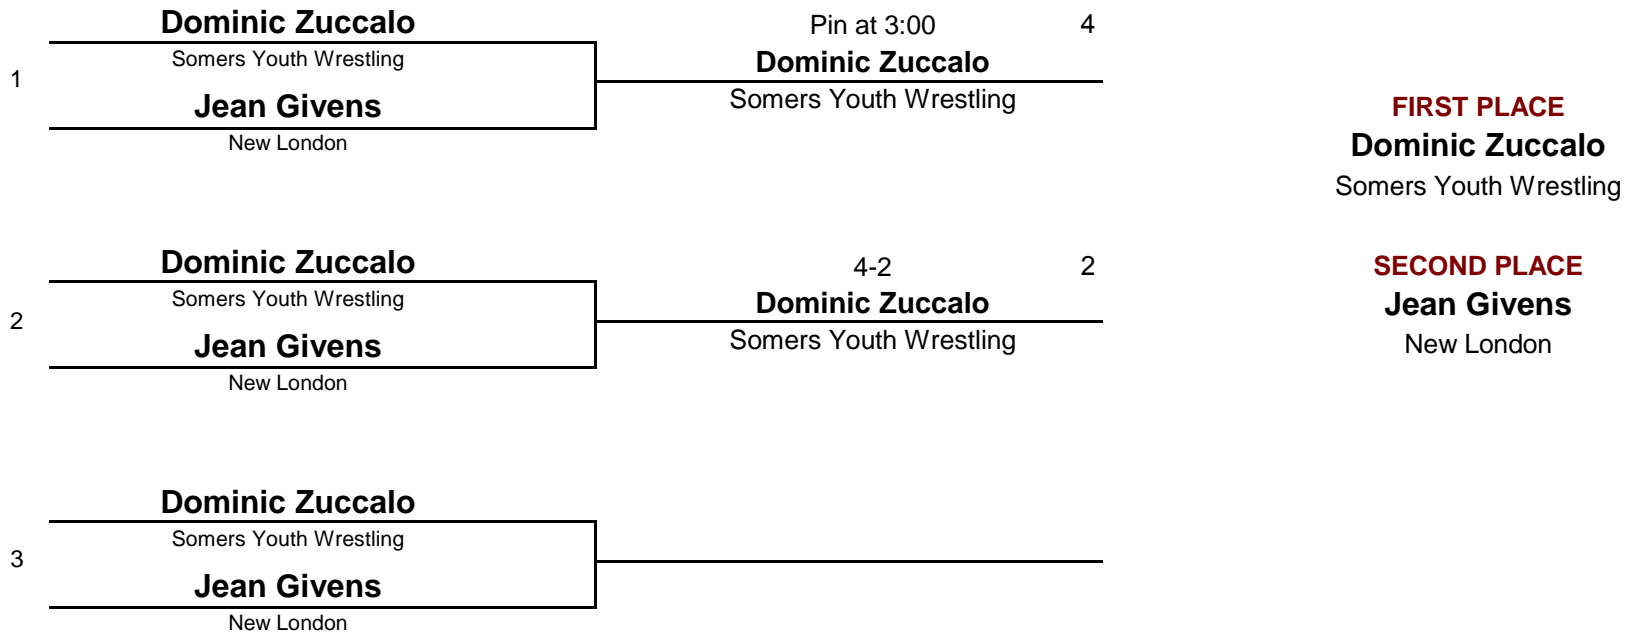 Dominic Zuccalo
Somers Youth Wrestling
1
Jean Givens
New London
Pin at 3:00 4
Dominic Zuccalo
Somers Youth Wrestling
FIRST PLACE
Dominic Zuccalo
Somers Youth Wrestling
Dominic Zuccalo
Somers Youth Wrestling
2
Jean Givens
New London
4-2 2
Dominic Zuccalo
Somers Youth Wrestling
SECOND PLACE
Jean Givens
New London
Dominic Zuccalo
Somers Youth Wrestling
3
Jean Givens
New London